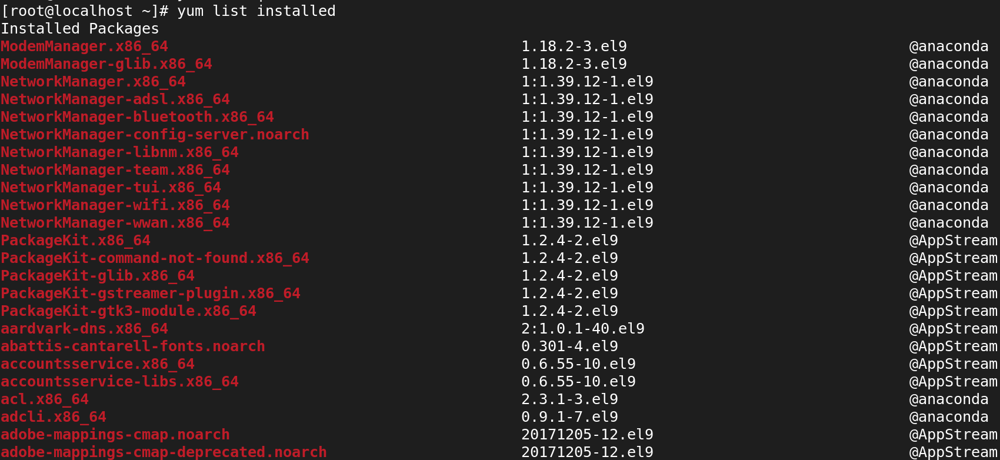 [root@localhost ~]# yum list installed
Installed Packages
ModemManager.x86_64 1.18.2-3.el9 @anaconda
ModemManager-glib.x86_64 1.18.2-3.el9 @anaconda
NetworkManager.x86_64 1:1.39.12-1.el9 @anaconda
NetworkManager-adsl.x86_64 1:1.39.12-1.el9 @anaconda
NetworkManager-bluetooth.x86_64 1:1.39.12-1.el9 @anaconda
NetworkManager-config-server.noarch 1:1.39.12-1.el9 @anaconda
NetworkManager-libnm.x86_64 1:1.39.12-1.el9 @anaconda
NetworkManager-team.x86_64 1:1.39.12-1.el9 @anaconda
NetworkManager-tui.x86_64 1:1.39.12-1.el9 @anaconda
NetworkManager-wifi.x86_64 1:1.39.12-1.el9 @anaconda
NetworkManager-wwan.x86_64 1:1.39.12-1.el9 @anaconda
PackageKit.x86_64 1.2.4-2.el9 @AppStream
PackageKit-command-not-found.x86_64 1.2.4-2.el9 @AppStream
PackageKit-glib.x86_64 1.2.4-2.el9 @AppStream
PackageKit-gstreamer-plugin.x86_64 1.2.4-2.el9 @AppStream
PackageKit-gtk3-module.x86_64 1.2.4-2.el9 @AppStream
aardvark-dns.x86_64 2:1.0.1-40.el9 @AppStream
abattis-cantarell-fonts.noarch 0.301-4.el9 @AppStream
accountsservice.x86_64 0.6.55-10.el9 @AppStream
accountsservice-libs.x86_64 0.6.55-10.el9 @AppStream
acl.x86_64 2.3.1-3.el9 @anaconda
adcli.x86_64 0.9.1-7.el9 @anaconda
adobe-mappings-cmap.noarch 20171205-12.el9 @AppStream
adobe-mappings-cmap-deprecated.noarch 20171205-12.el9 @AppStream